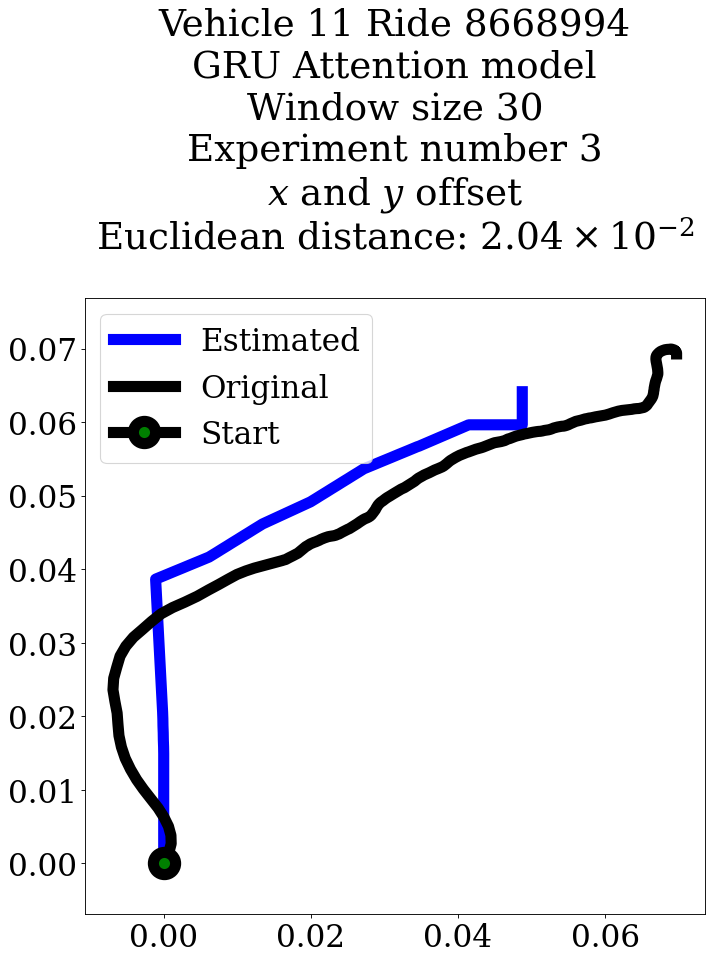 Vehicle 11 Ride 8668994
GRU Attention model
Window size 30
Experiment number 3
x and y offset
Euclidean distance: 2.04 × 10⁻²
Estimated
Original
Start
0.07
0.06
0.05
0.04
0.03
0.02
0.01
0.00
0.00 0.02 0.04 0.06